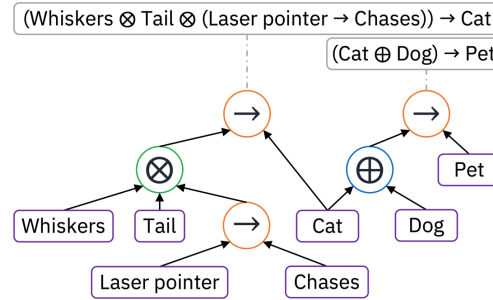 (Whiskers ⊗ Tail ⊗ (Laser pointer → Chases)) → Cat
(Cat ⊕ Dog) → Pet
→
→
⊗
⊕
Pet
Whiskers
Tail
→
Cat
Dog
Laser pointer
Chases